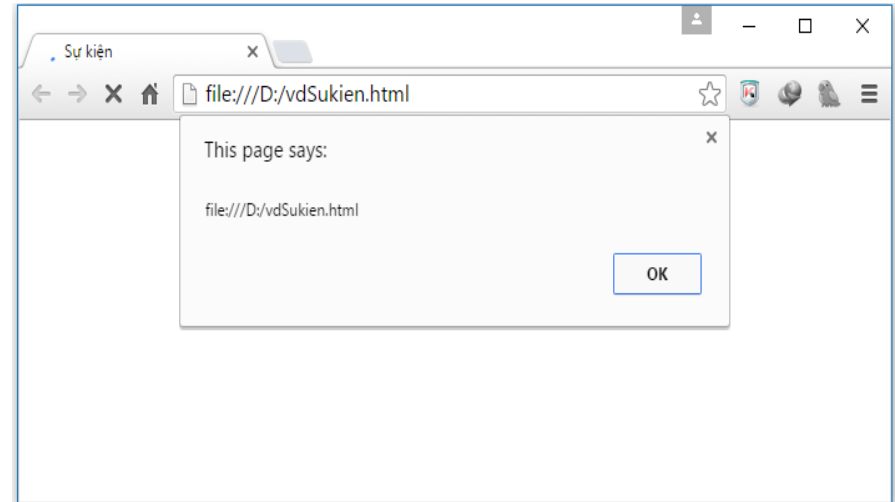 Sự kiện
file:///D:/vdSukien.html
This page says:
file:///D:/vdSukien.html
OK